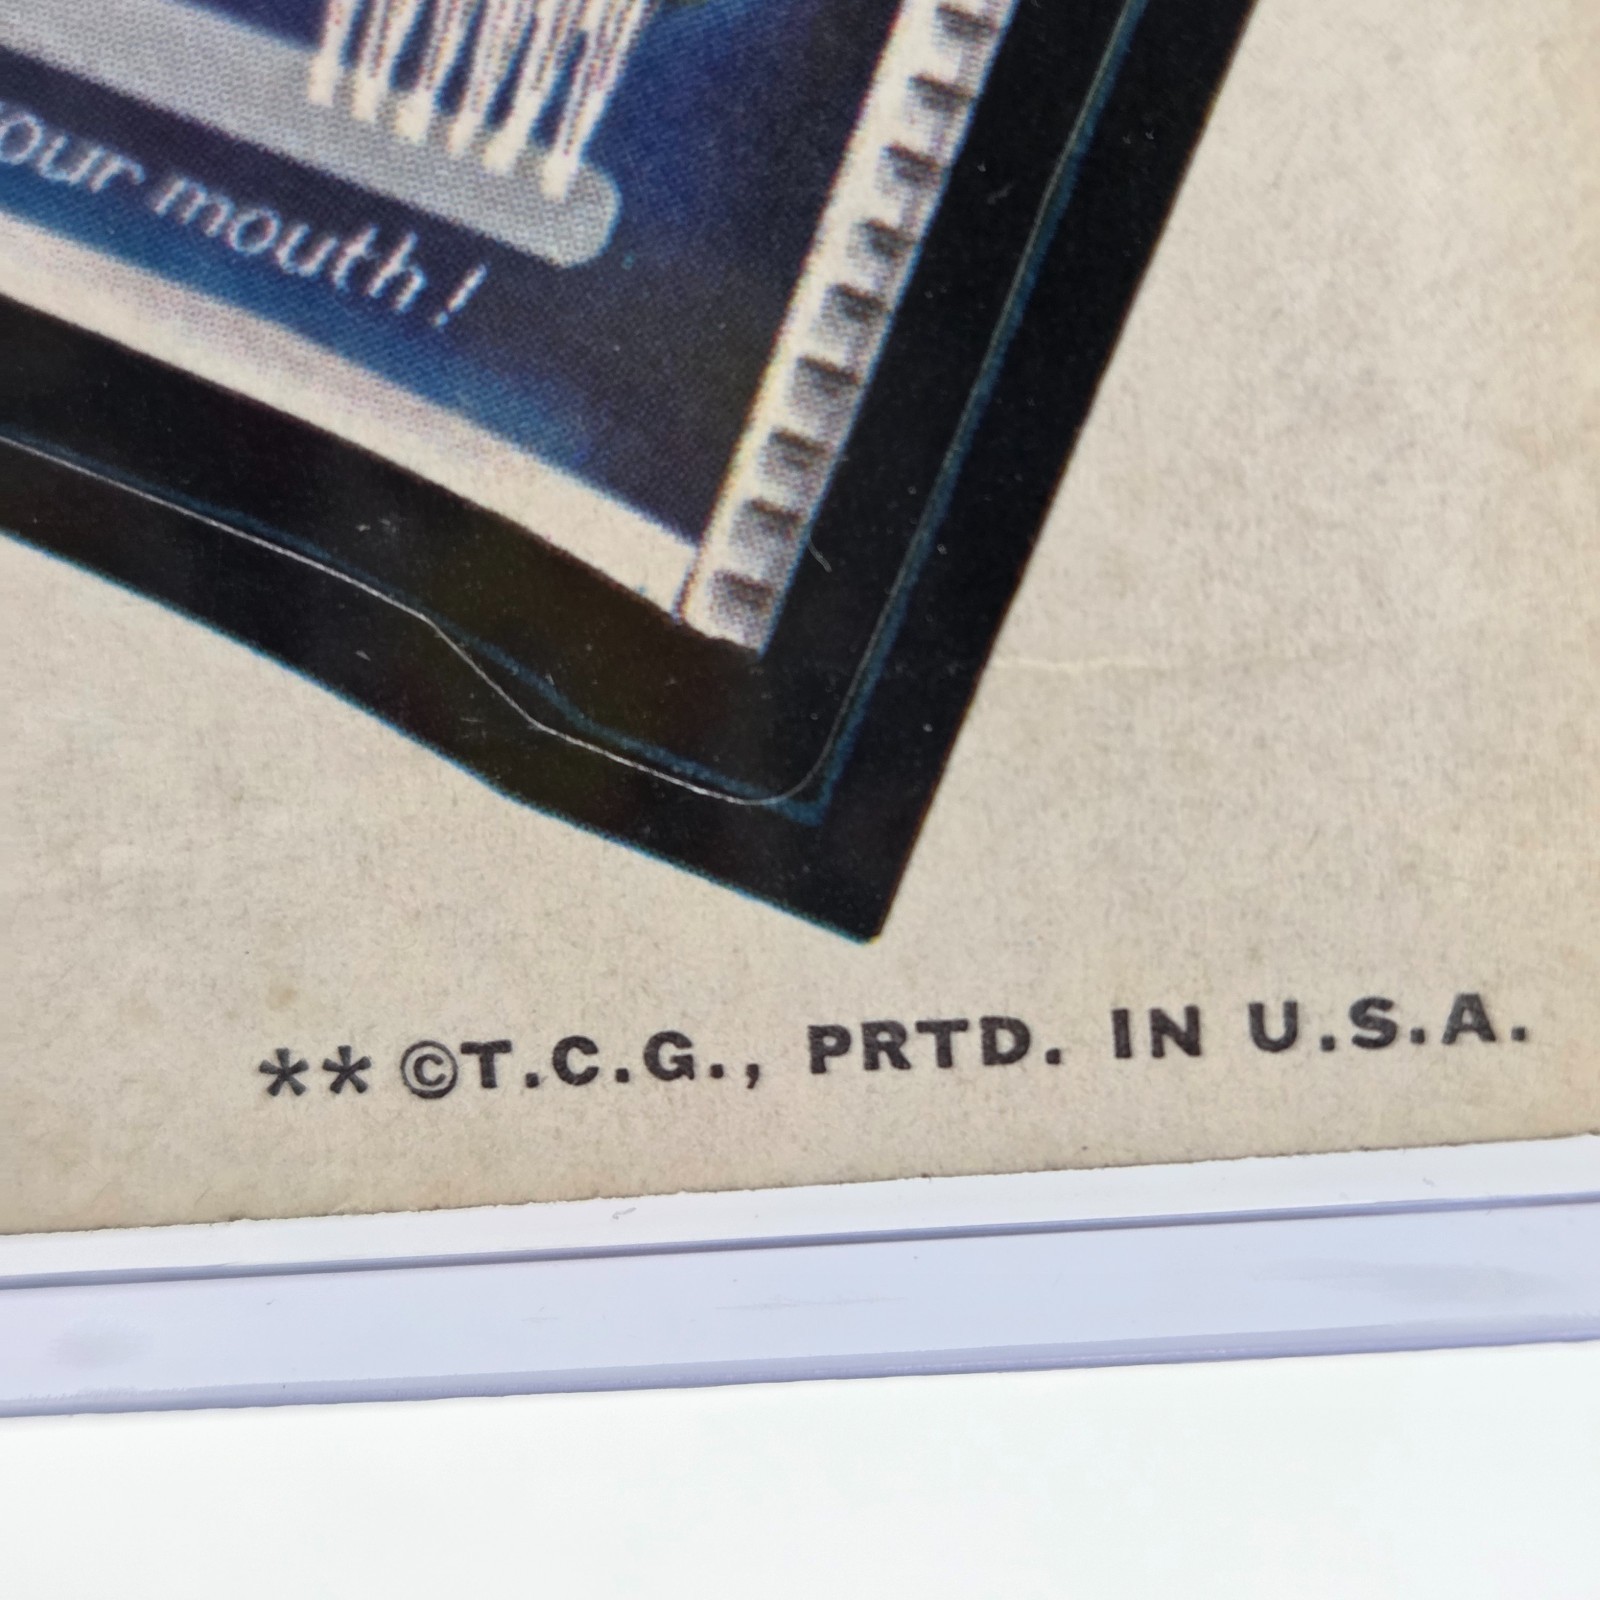 our mouth!
**©T.C.G., PRTD. IN U.S.A.